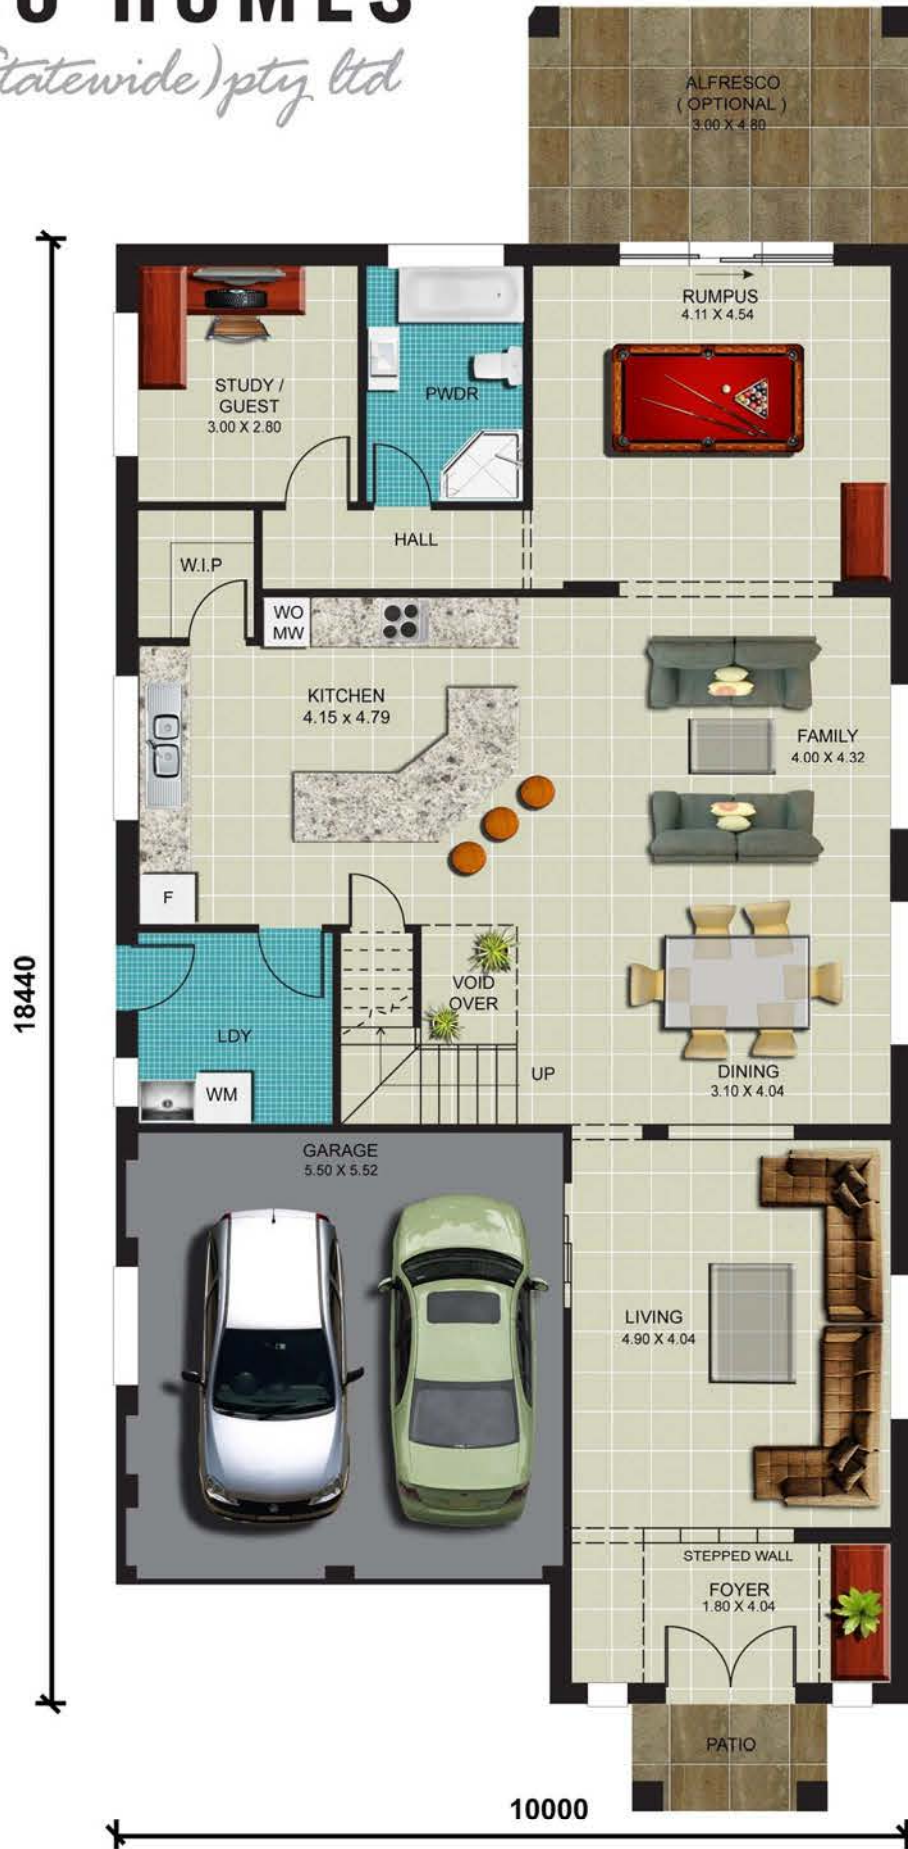 HOMES
Statewide) pty ltd
ALFRESCO
( OPTIONAL )
3.00 X 4.80
RUMPUS
4.11 X 4.54
STUDY /
GUEST
3.00 X 2.80
PWDR
HALL
W.I.P
WO
MW
KITCHEN
4.15 x 4.79
FAMILY
4.00 X 4.32
F
18440
VOID
OVER
LDY
WM
UP
DINING
3.10 X 4.04
GARAGE
5.50 X 5.52
LIVING
4.90 X 4.04
STEPPED WALL
FOYER
1.80 X 4.04
PATIO
10000